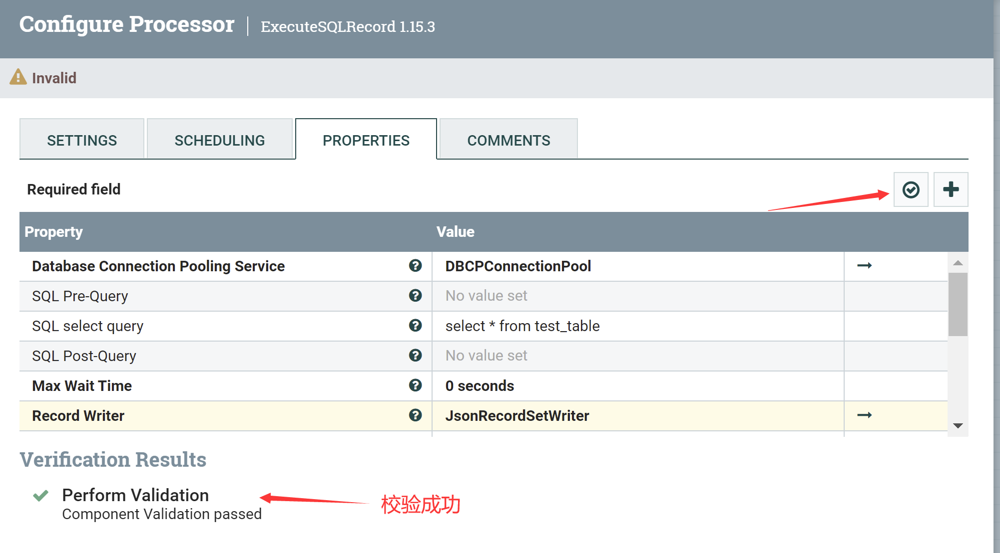 Configure Processor | ExecuteSQLRecord 1.15.3
Invalid
SETTINGS SCHEDULING PROPERTIES COMMENTS
Required field
Property Value
Database Connection Pooling Service DBCPConnectionPool
SQL Pre-Query No value set
SQL select query select * from test_table
SQL Post-Query No value set
Max Wait Time 0 seconds
Record Writer JsonRecordSetWriter
Verification Results
Perform Validation
校验成功
Component Validation passed